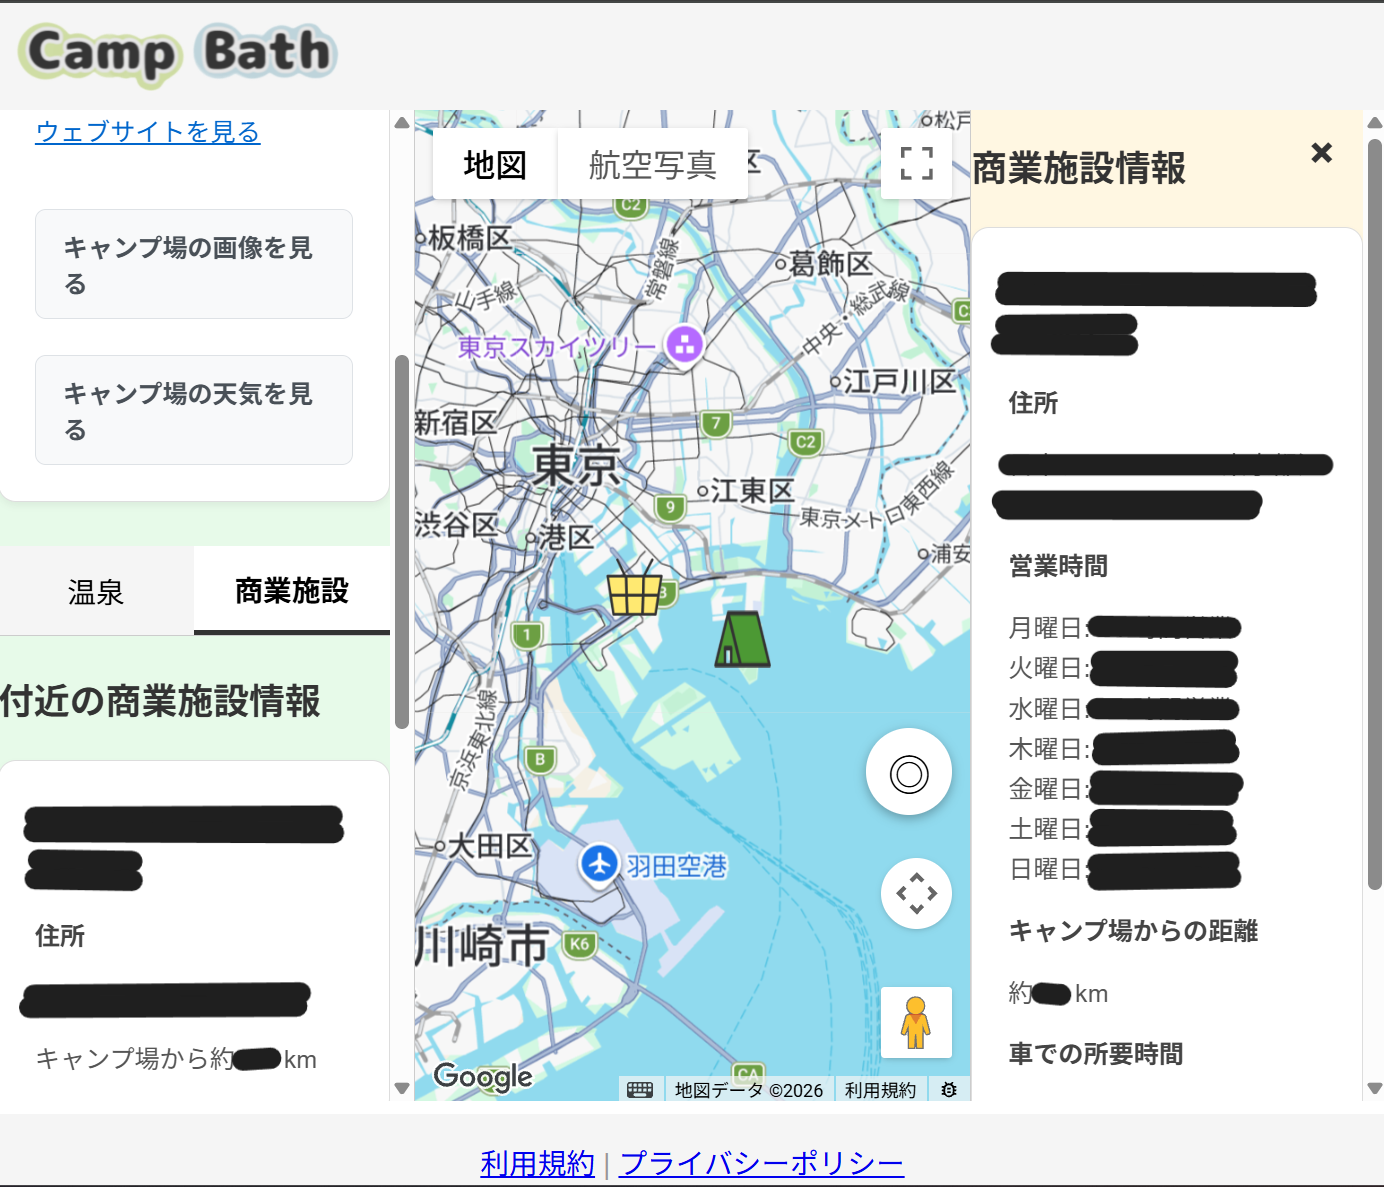 Camp Bath
ウェブサイトを見る
キャンプ場の画像を見
る
キャンプ場の天気を見
る
温泉
商業施設
付近の商業施設情報
住所
キャンプ場から約
km
地図
航空写真
区
松戸
C2
板橋区
常磐線
葛飾区
山手線
中央・総武線
C
東京スカイツリー
江戸川区
新宿区
7
C2
東京
9
江東区
東京メトロ東西線
渋谷区
港区
浦安
B
1
京浜東北線
B
大田区
羽田空港
川崎市
K6
CA
Google
地図データ ©2026
利用規約
商業施設情報
×
住所
営業時間
月曜日:
火曜日:
水曜日:
木曜日:
金曜日:
土曜日:
日曜日:
キャンプ場からの距離
約 km
車での所要時間
利用規約 | プライバシーポリシー